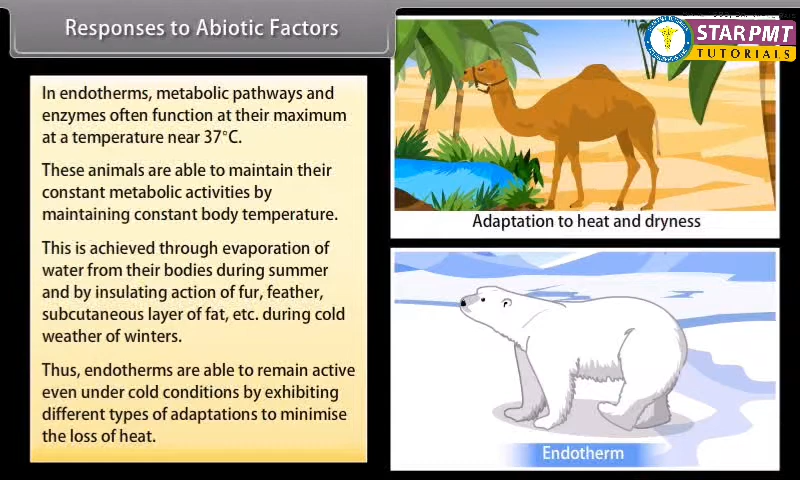 Responses to Abiotic Factors
STAR PMT
TUTORIALS
In endotherms, metabolic pathways and
enzymes often function at their maximum
at a temperature near 37°C.
These animals are able to maintain their
constant metabolic activities by
maintaining constant body temperature.
This is achieved through evaporation of
water from their bodies during summer
and by insulating action of fur, feather,
subcutaneous layer of fat, etc. during cold
weather of winters.
Thus, endotherms are able to remain active
even under cold conditions by exhibiting
different types of adaptations to minimise
the loss of heat.
Adaptation to heat and dryness
Endotherm